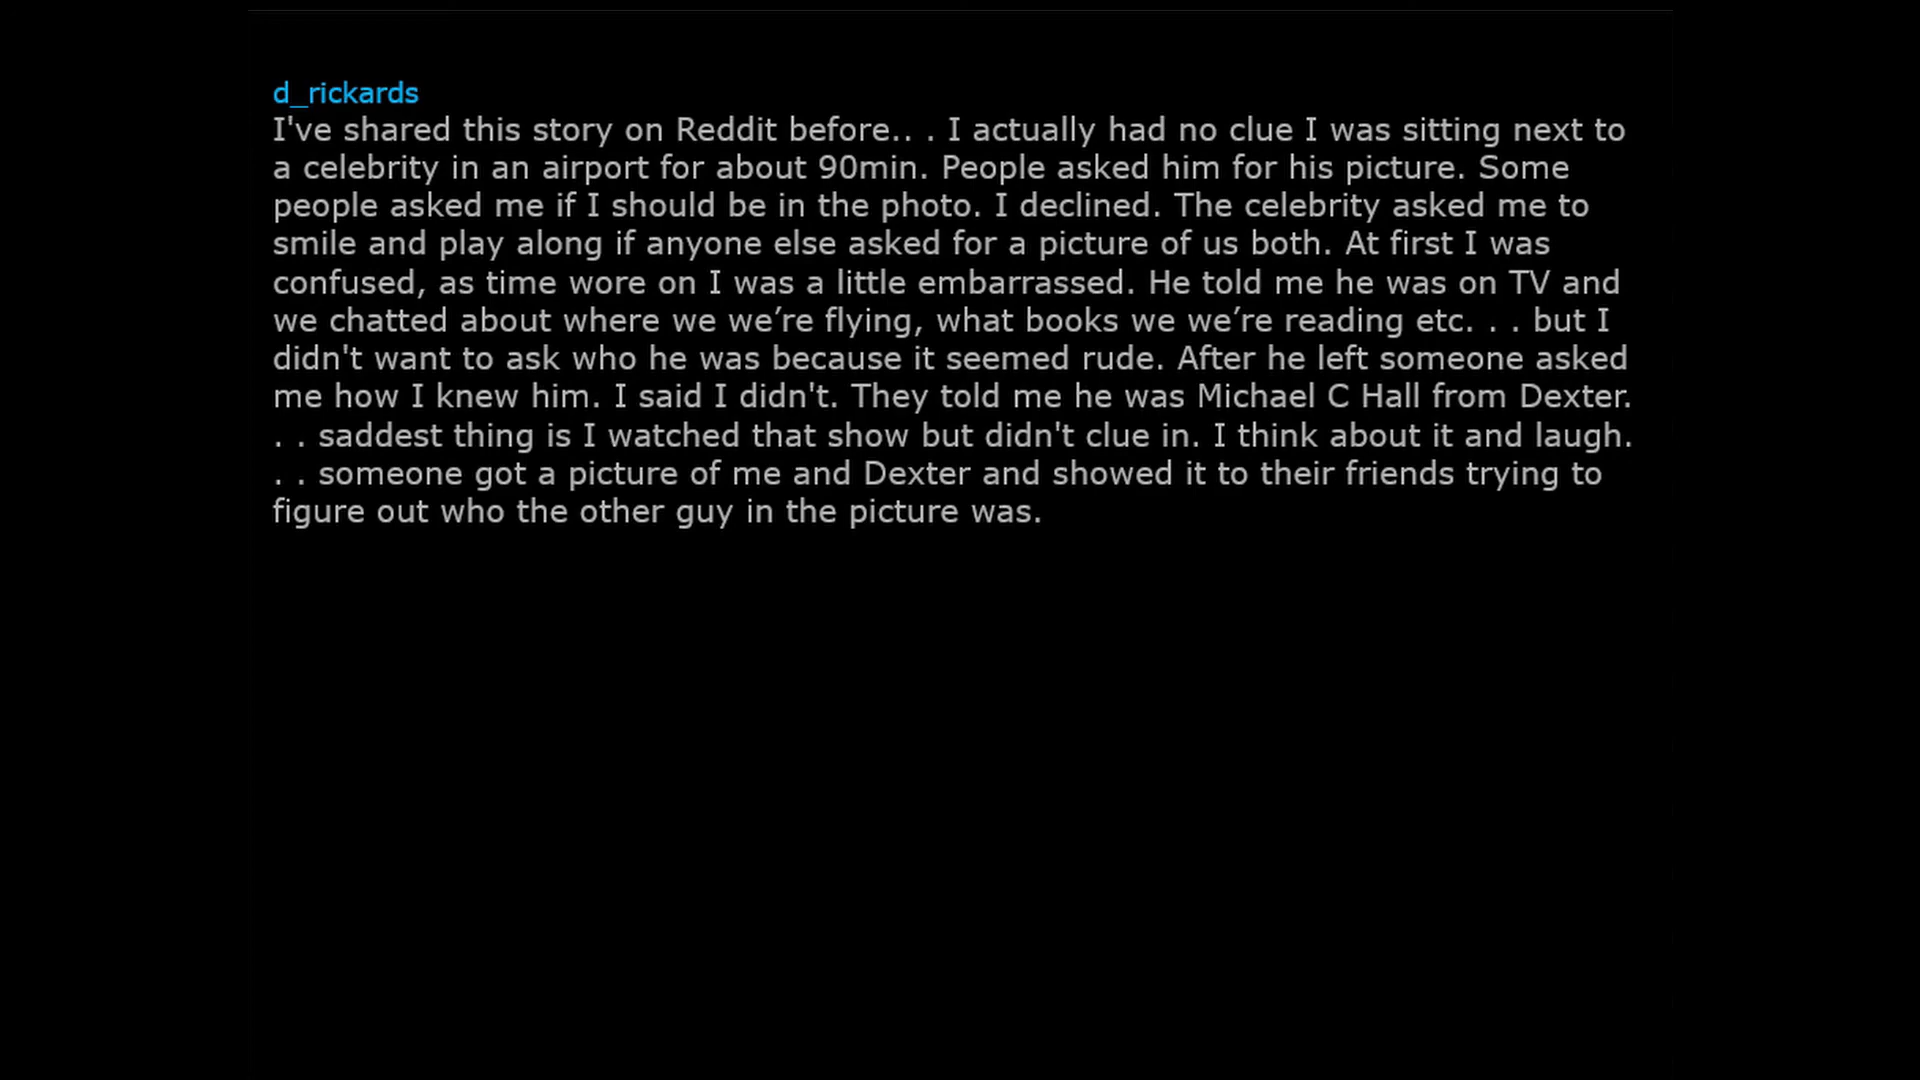 d_rickards
I've shared this story on Reddit before.. . I actually had no clue I was sitting next to
a celebrity in an airport for about 90min. People asked him for his picture. Some
people asked me if I should be in the photo. I declined. The celebrity asked me to
smile and play along if anyone else asked for a picture of us both. At first I was
confused, as time wore on I was a little embarrassed. He told me he was on TV and
we chatted about where we we’re flying, what books we we’re reading etc. . . but I
didn't want to ask who he was because it seemed rude. After he left someone asked
me how I knew him. I said I didn't. They told me he was Michael C Hall from Dexter.
. . saddest thing is I watched that show but didn't clue in. I think about it and laugh.
. . someone got a picture of me and Dexter and showed it to their friends trying to
figure out who the other guy in the picture was.